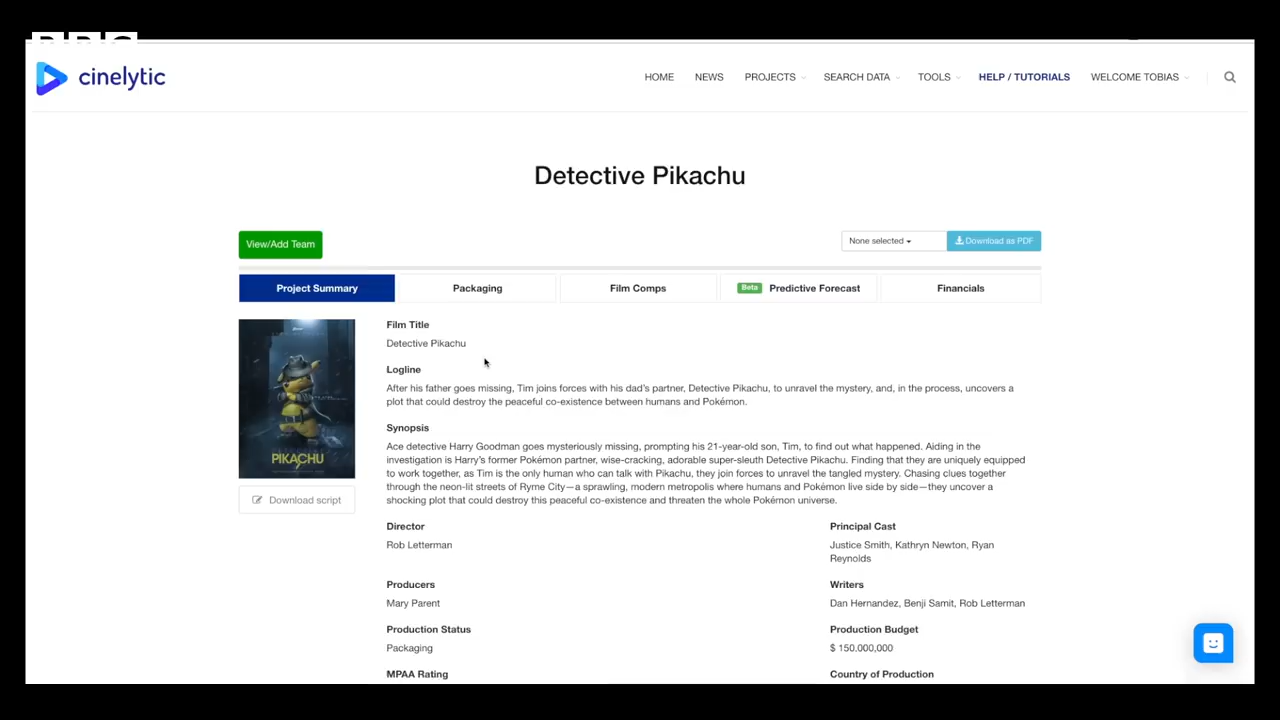 cinelytic
HOME NEWS PROJECTS SEARCH DATA TOOLS HELP / TUTORIALS WELCOME TOBIAS
Detective Pikachu
View/Add Team
None selected
Download as PDF
Project Summary
Packaging
Film Comps
Beta Predictive Forecast
Financials
PIKACHU
Download script
Film Title
Detective Pikachu
Logline
After his father goes missing, Tim joins forces with his dad's partner, Detective Pikachu, to unravel the mystery, and, in the process, uncovers a
plot that could destroy the peaceful co-existence between humans and Pokémon.
Synopsis
Ace detective Harry Goodman goes mysteriously missing, prompting his 21-year-old son, Tim, to find out what happened. Aiding in the
investigation is Harry's former Pokémon partner, wise-cracking, adorable super-sleuth Detective Pikachu. Finding that they are uniquely equipped
to work together, as Tim is the only human who can talk with Pikachu, they join forces to unravel the tangled mystery. Chasing clues together
through the neon-lit streets of Ryme City—a sprawling, modern metropolis where humans and Pokémon live side by side—they uncover a
shocking plot that could destroy this peaceful co-existence and threaten the whole Pokémon universe.
Director
Rob Letterman
Principal Cast
Justice Smith, Kathryn Newton, Ryan
Reynolds
Producers
Mary Parent
Writers
Dan Hernandez, Benji Samit, Rob Letterman
Production Status
Packaging
Production Budget
$ 150,000,000
MPAA Rating
Country of Production